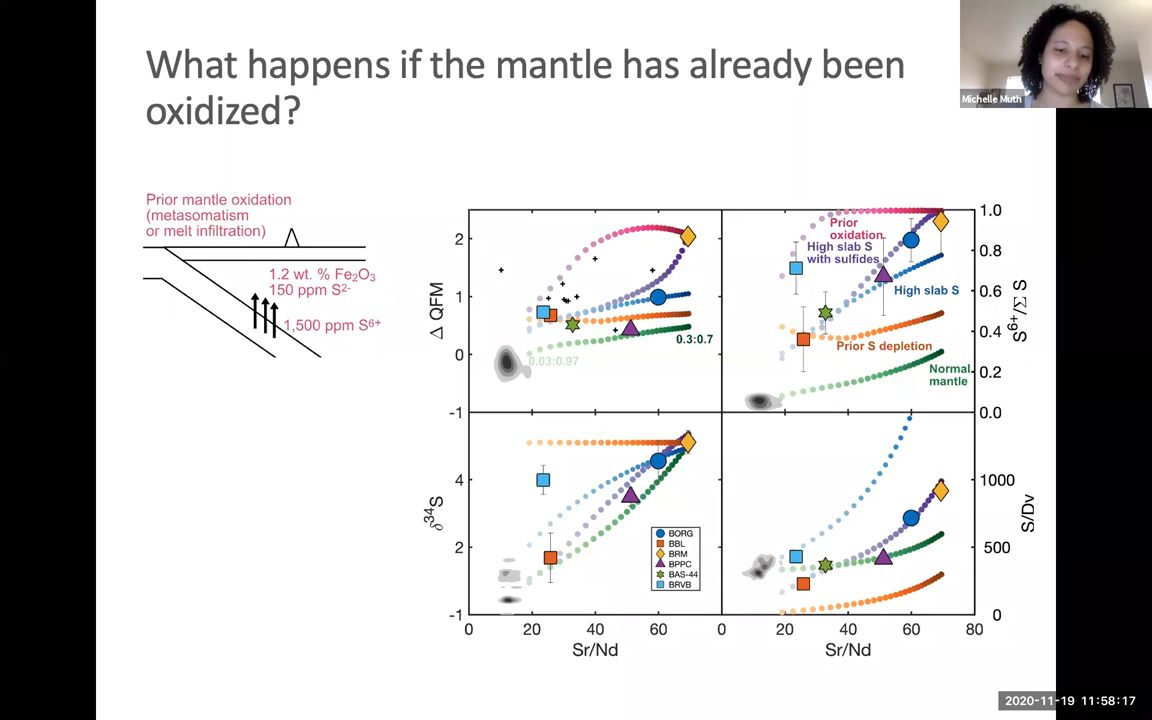 What happens if the mantle has already been
oxidized?
Michelle Muth
Prior mantle oxidation
(metasomatism
or melt infiltration)
1.2 wt. % Fe₂O₃
150 ppm S²⁻
1,500 ppm S⁶⁺
Δ QFM
2
1
0
-1
0.03:0.97
0.3:0.7
Prior
oxidation
High slab S
with sulfides
High slab S
Prior S depletion
Normal
mantle
1.0
0.8
0.6
0.4
0.2
0.0
S⁶⁺/Σ S
δ³⁴S
4
2
-1
BORG
BBL
BRM
BPPC
BAS-44
BRVB
1000
500
0
S/Dv
0 20 40 60
20 40 60 80
0
Sr/Nd
Sr/Nd
2020-11-19 11:58:17